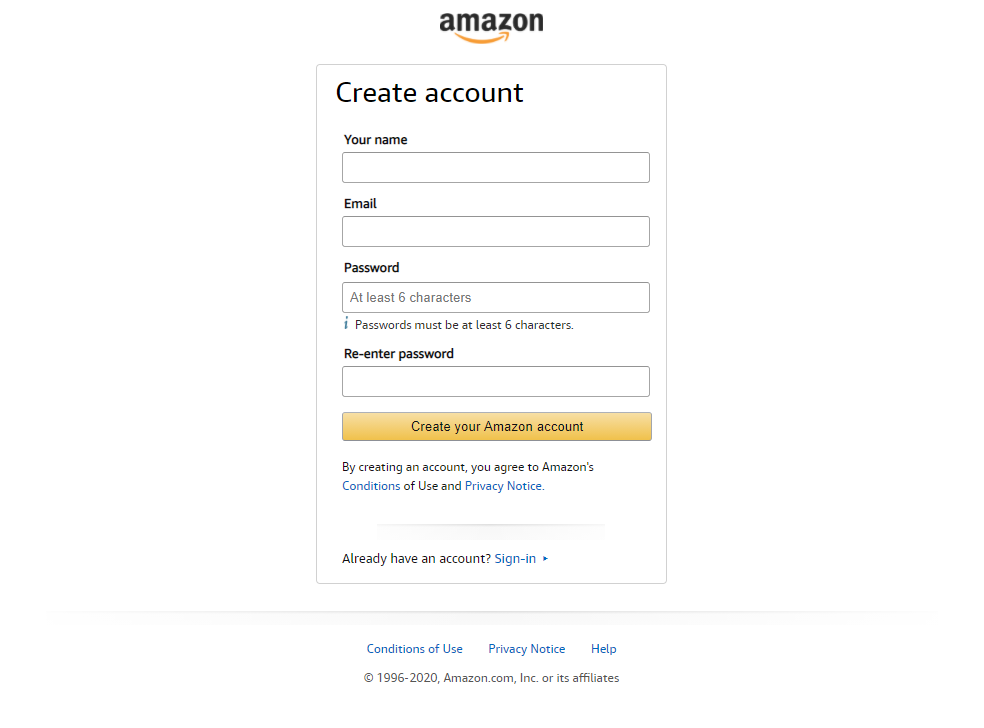 amazon
Create account
Your name
Email
Password
At least 6 characters
i Passwords must be at least 6 characters.
Re-enter password
Create your Amazon account
By creating an account, you agree to Amazon's
Conditions of Use and Privacy Notice.
Already have an account? Sign-in ▸
Conditions of Use Privacy Notice Help
© 1996-2020, Amazon.com, Inc. or its affiliates